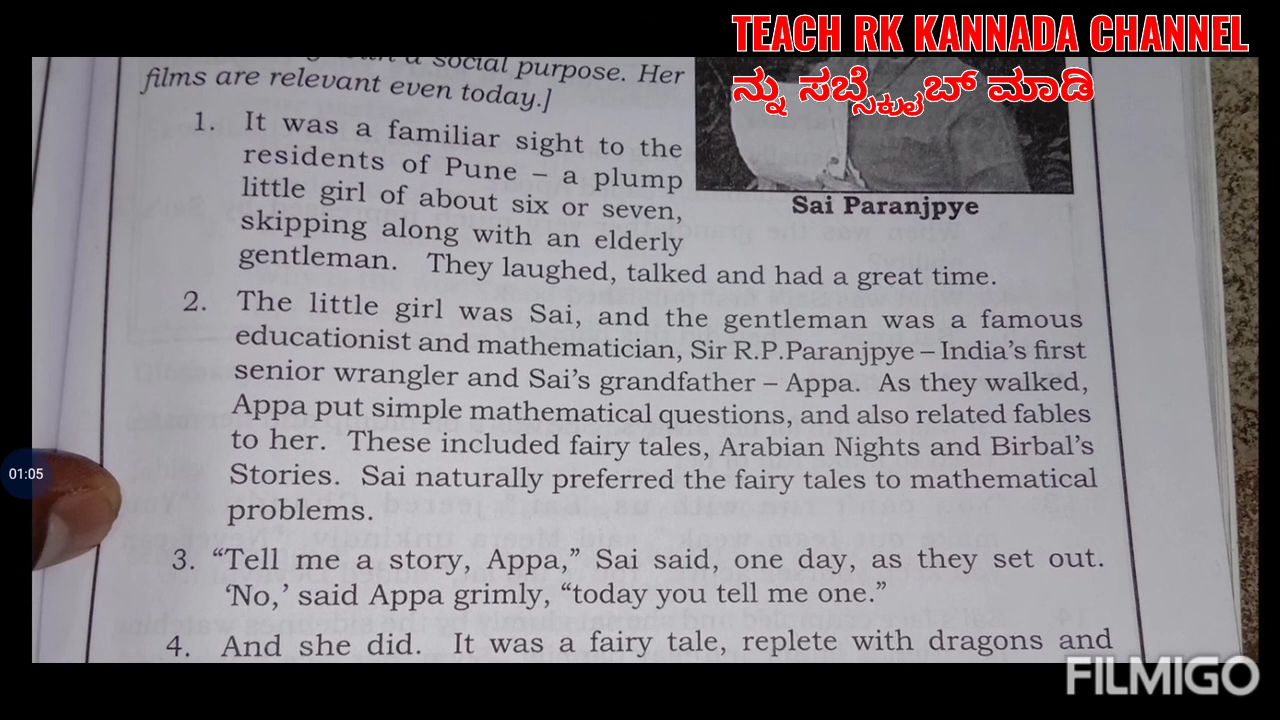 TEACH RK KANNADA CHANNEL
ನ್ನು ಸಬ್ಸ್ಕ್ರೈಬ್ ಮಾಡಿ
a social purpose. Her
films are relevant even today.]
Sai Paranjpye
1. It was a familiar sight to the
residents of Pune – a plump
little girl of about six or seven,
skipping along with an elderly
gentleman. They laughed, talked and had a great time.
2. The little girl was Sai, and the gentleman was a famous
educationist and mathematician, Sir R.P.Paranjpye – India's first
senior wrangler and Sai's grandfather – Appa. As they walked,
Appa put simple mathematical questions, and also related fables
to her. These included fairy tales, Arabian Nights and Birbal's
Stories. Sai naturally preferred the fairy tales to mathematical
problems.
3. “Tell me a story, Appa,” Sai said, one day, as they set out.
‘No,’ said Appa grimly, “today you tell me one.”
4. And she did. It was a fairy tale, replete with dragons and
01:05
FILMIGO